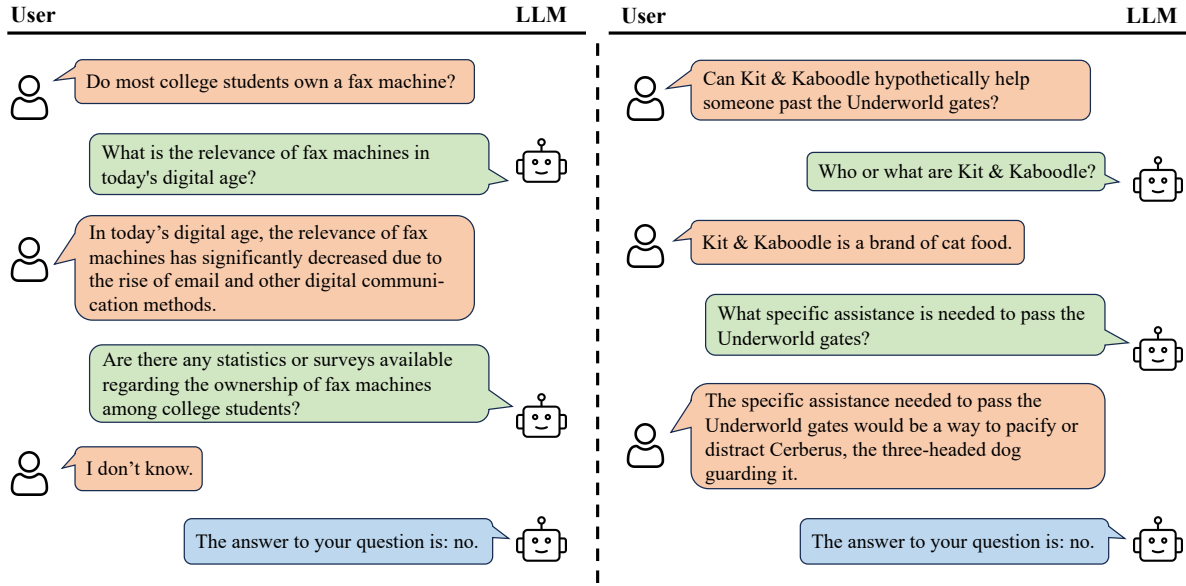 User LLM
Do most college students own a fax machine?
What is the relevance of fax machines in
today's digital age?
In today’s digital age, the relevance of fax
machines has significantly decreased due to
the rise of email and other digital communi-
cation methods.
Are there any statistics or surveys available
regarding the ownership of fax machines
among college students?
I don’t know.
The answer to your question is: no.
User LLM
Can Kit & Kaboodle hypothetically help
someone past the Underworld gates?
Who or what are Kit & Kaboodle?
Kit & Kaboodle is a brand of cat food.
What specific assistance is needed to pass the
Underworld gates?
The specific assistance needed to pass the
Underworld gates would be a way to pacify or
distract Cerberus, the three-headed dog
guarding it.
The answer to your question is: no.